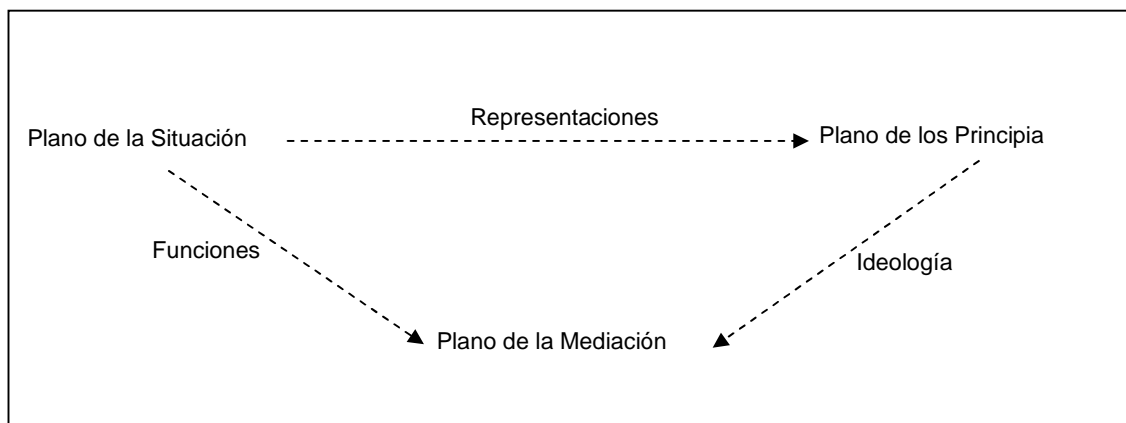 Representaciones
Plano de la Situación
Plano de los Principia
Funciones
Ideología
Plano de la Mediación